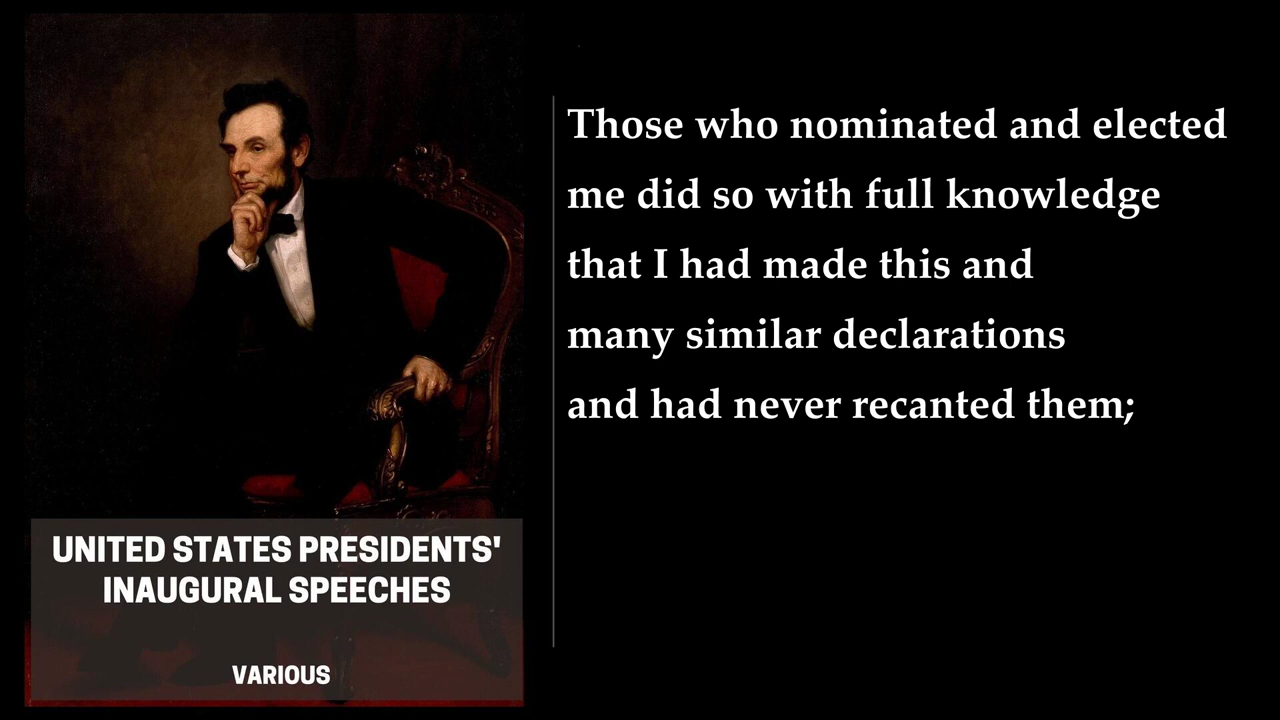 Those who nominated and elected
me did so with full knowledge
that I had made this and
many similar declarations
and had never recanted them;
UNITED STATES PRESIDENTS'
INAUGURAL SPEECHES
VARIOUS